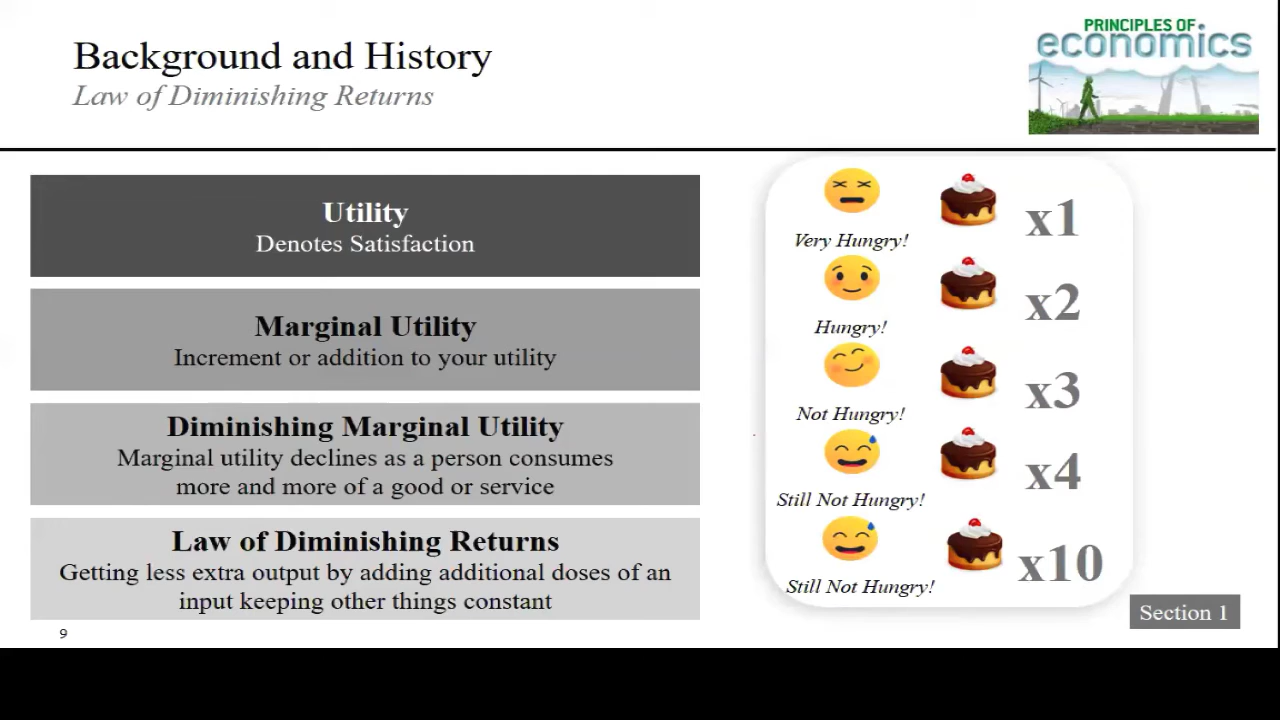 Background and History
Law of Diminishing Returns
PRINCIPLES OF
economics
Utility
Denotes Satisfaction
Marginal Utility
Increment or addition to your utility
Diminishing Marginal Utility
Marginal utility declines as a person consumes
more and more of a good or service
Law of Diminishing Returns
Getting less extra output by adding additional doses of an
input keeping other things constant
x1
Very Hungry!
x2
Hungry!
x3
Not Hungry!
x4
Still Not Hungry!
x10
Still Not Hungry!
Section 1
9